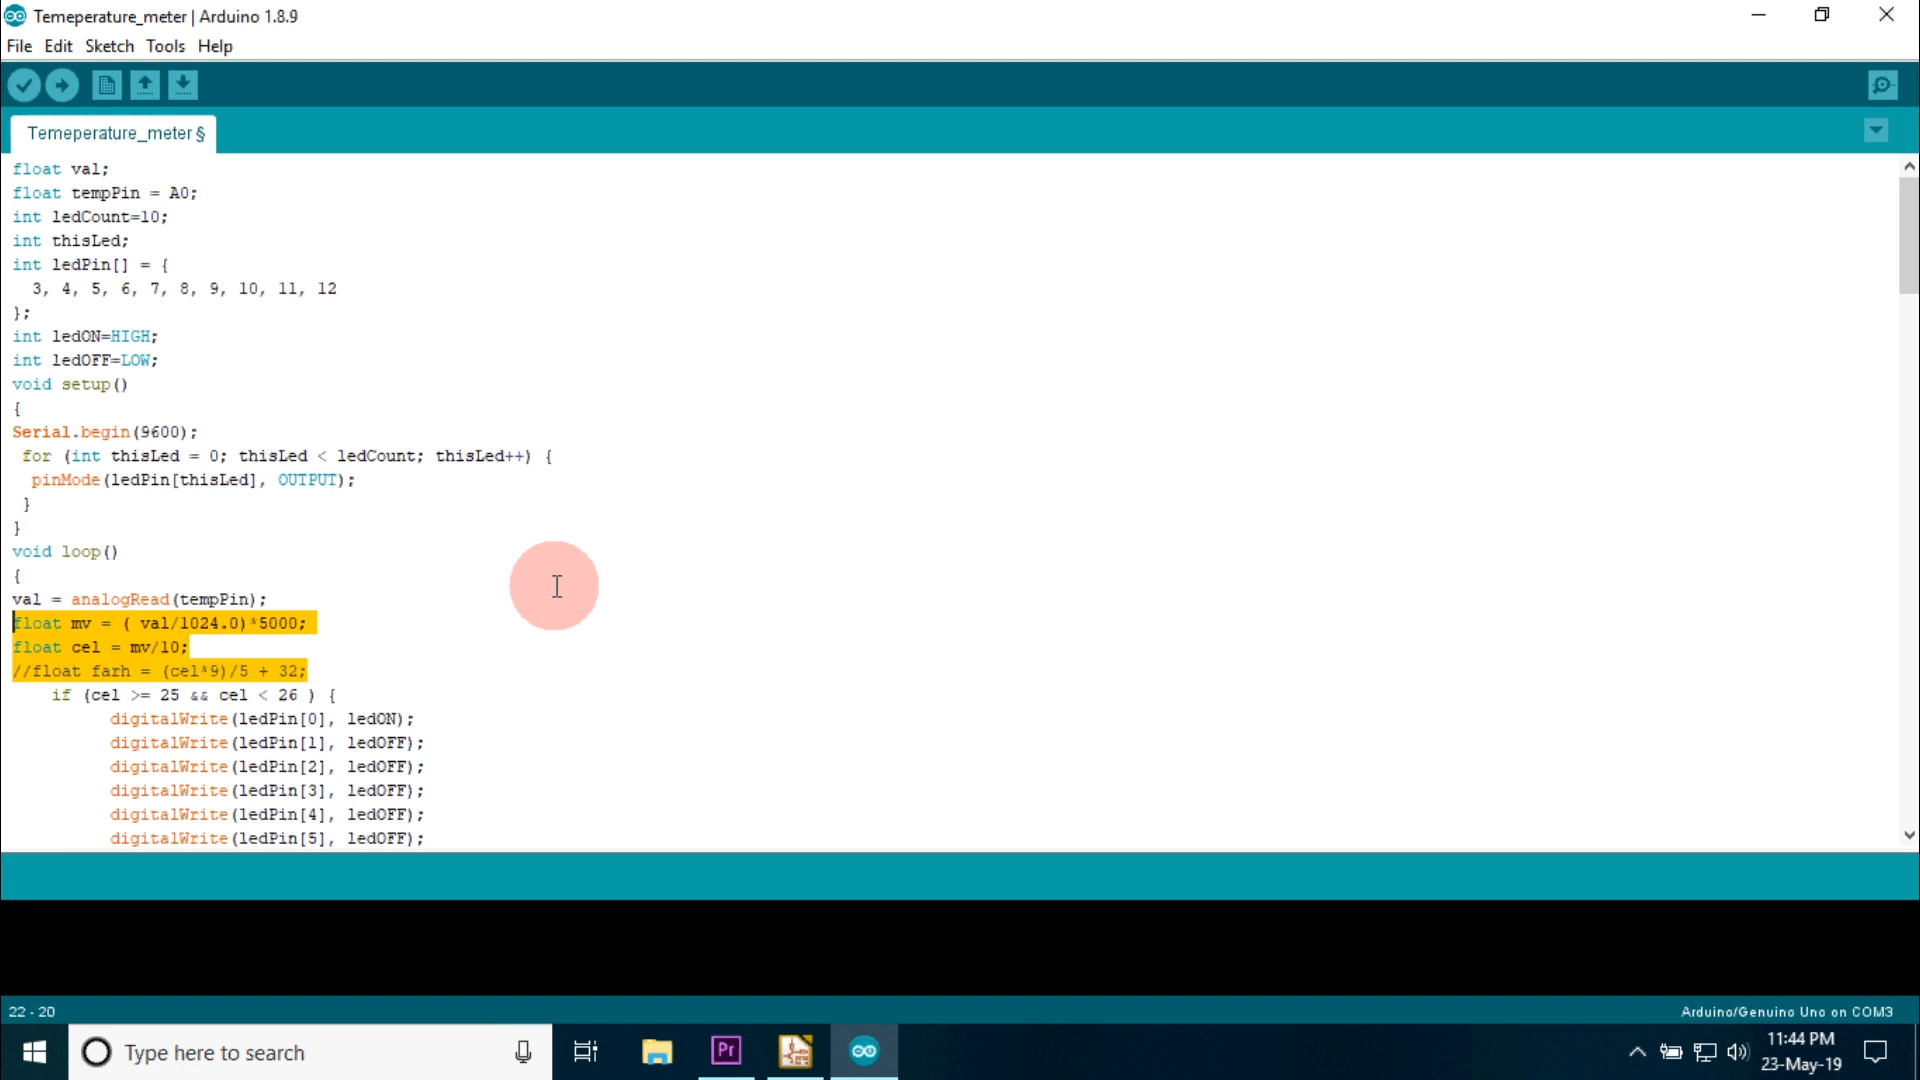 Temeperature_meter | Arduino 1.8.9
File Edit Sketch Tools Help
Temeperature_meter §
float val;
float tempPin = A0;
int ledCount=10;
int thisLed;
int ledPin[] = {
3, 4, 5, 6, 7, 8, 9, 10, 11, 12
};
int ledON=HIGH;
int ledOFF=LOW;
void setup()
{
Serial.begin(9600);
for (int thisLed = 0; thisLed < ledCount; thisLed++) {
pinMode(ledPin[thisLed], OUTPUT);
}
}
void loop()
{
val = analogRead(tempPin);
float mv = ( val/1024.0)*5000;
float cel = mv/10;
//float farh = (cel*9)/5 + 32;
if (cel >= 25 && cel < 26 ) {
digitalWrite(ledPin[0], ledON);
digitalWrite(ledPin[1], ledOFF);
digitalWrite(ledPin[2], ledOFF);
digitalWrite(ledPin[3], ledOFF);
digitalWrite(ledPin[4], ledOFF);
digitalWrite(ledPin[5], ledOFF);
22 - 20
Arduino/Genuino Uno on COM3
Type here to search
Pr
11:44 PM
23-May-19